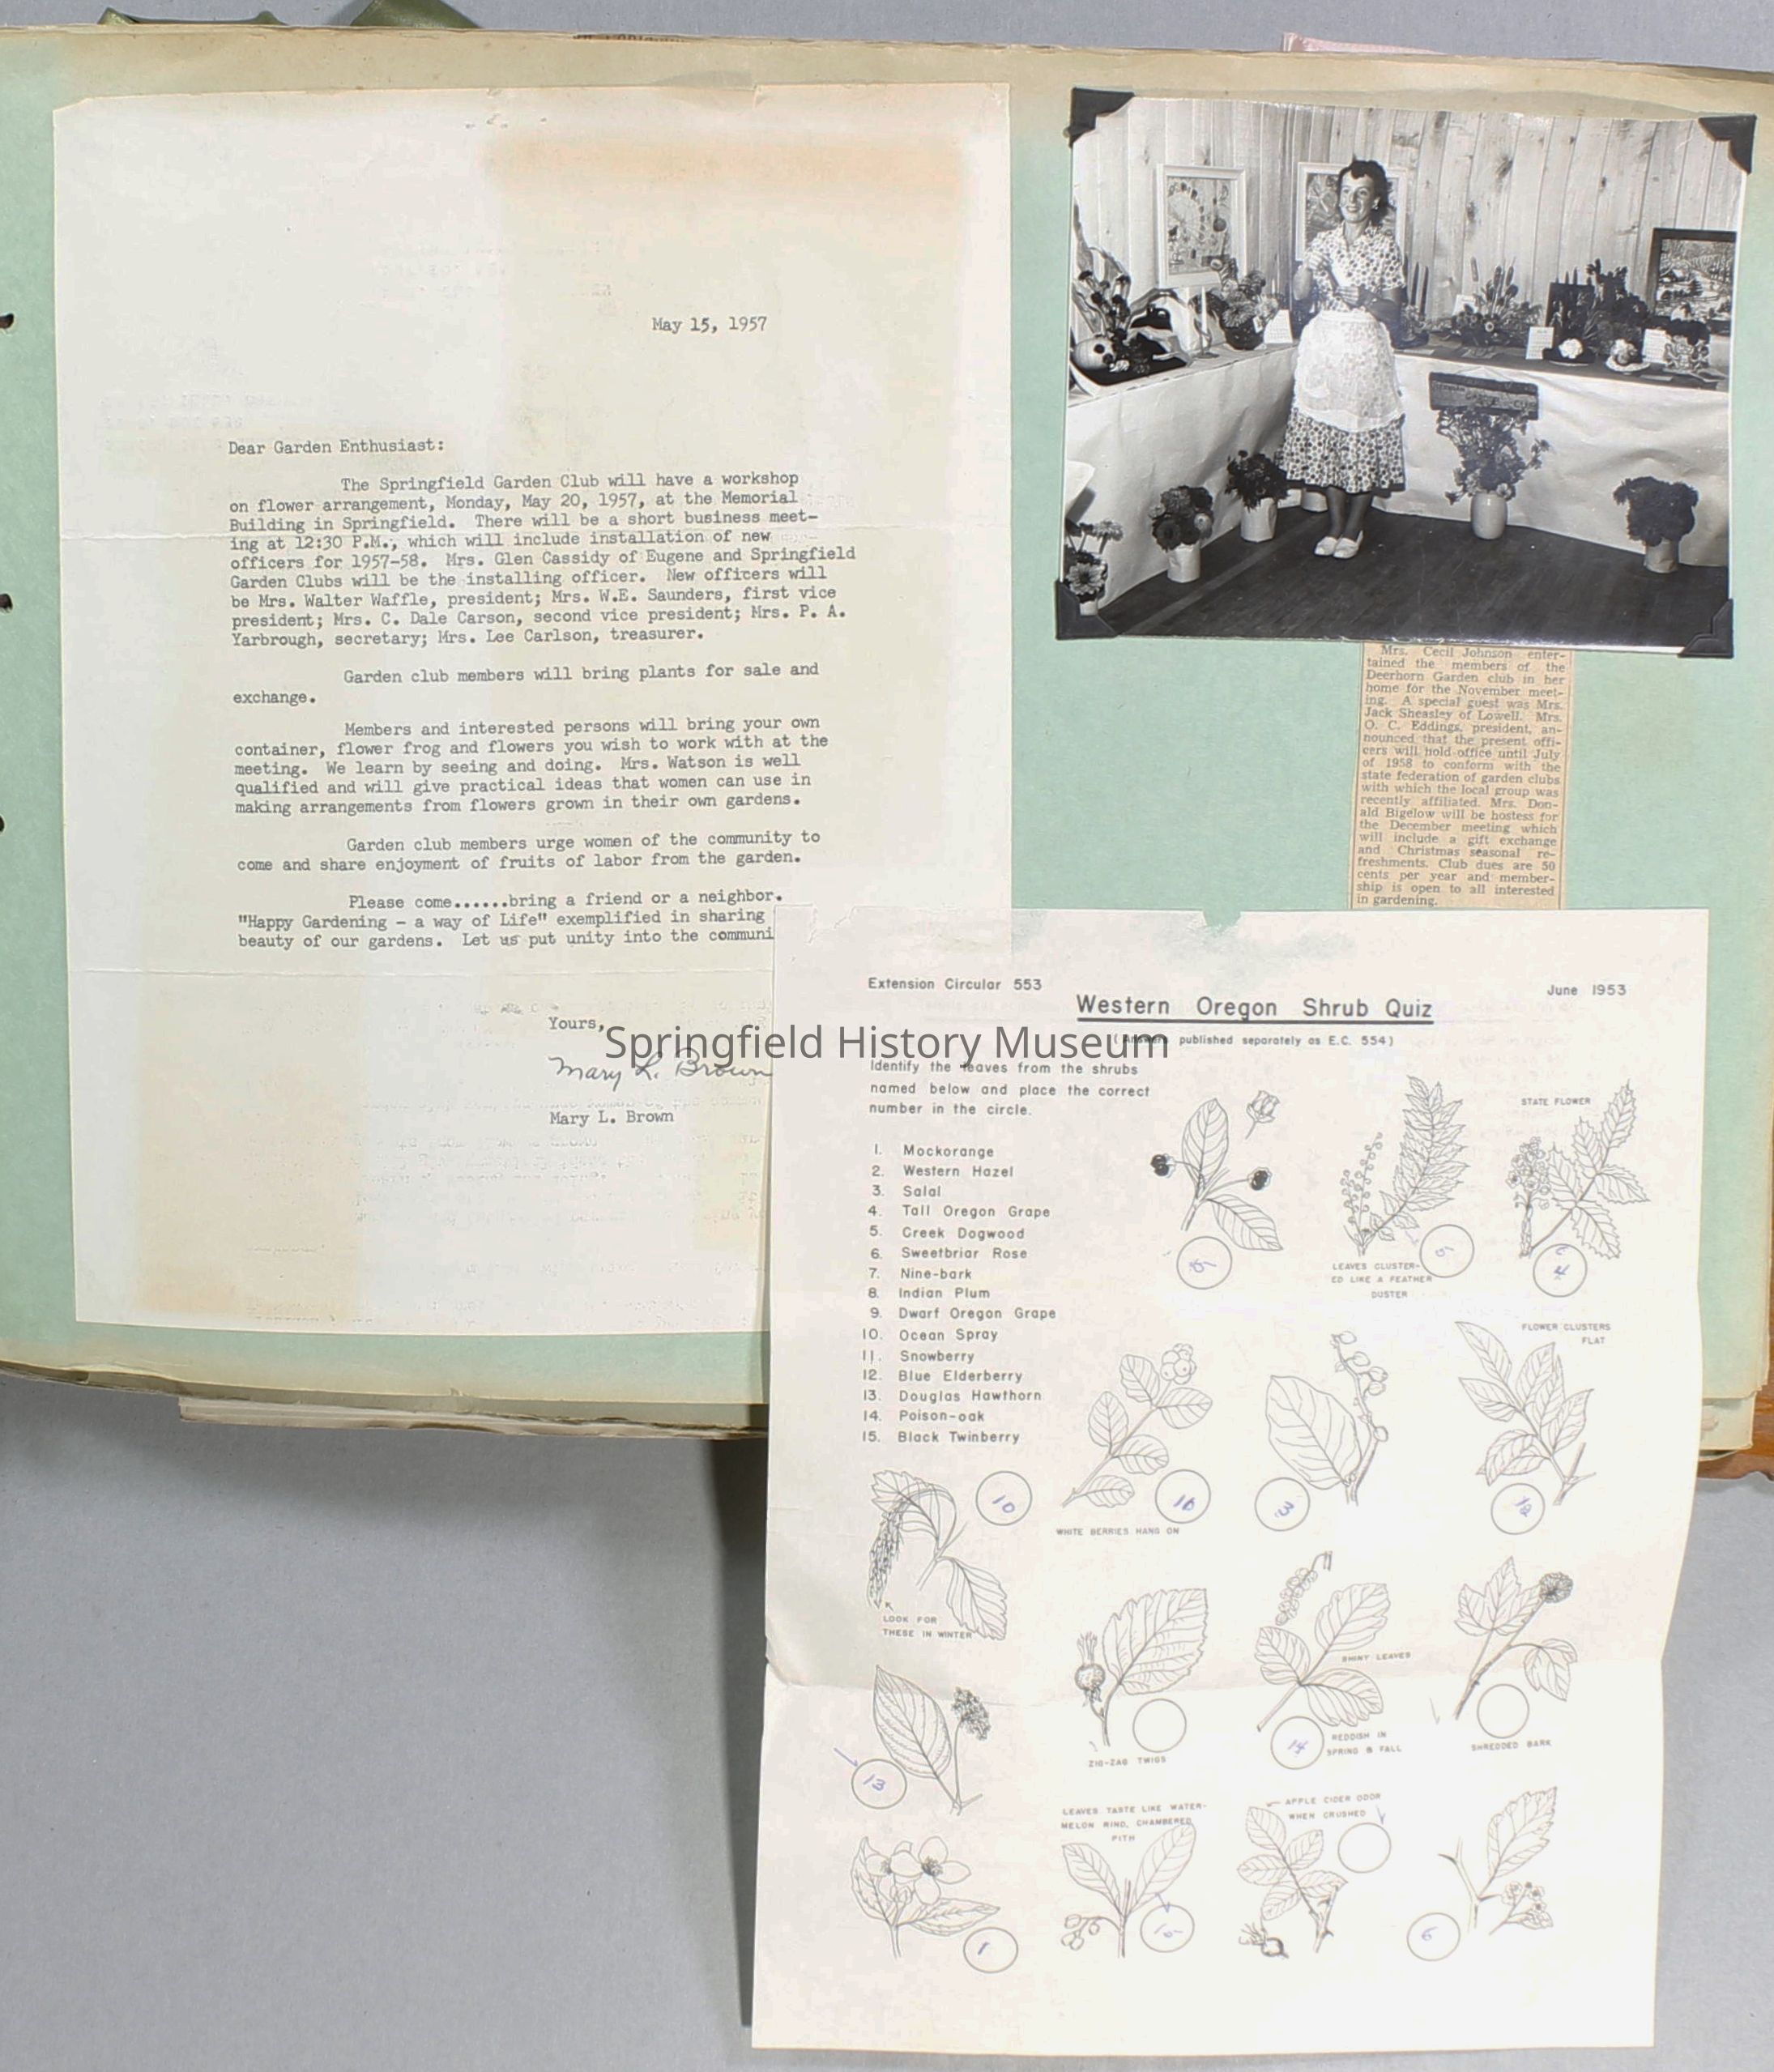 May 15, 1957
Dear Garden Enthusiast:
The Springfield Garden Club will have a workshop
on flower arrangement, Monday, May 20, 1957, at the Memorial
Building in Springfield. There will be a short business meet-
ing at 12:30 P.M., which will include installation of new
officers for 1957-58. Mrs. Glen Cassidy of Eugene and Springfield
Garden Clubs will be the installing officer. New officers will
be Mrs. Walter Waffle, president; Mrs. W.E. Saunders, first vice
president; Mrs. C. Dale Carson, second vice president; Mrs. P. A.
Yarbrough, secretary; Mrs. Lee Carlson, treasurer.
Garden club members will bring plants for sale and
exchange.
Members and interested persons will bring your own
container, flower frog and flowers you wish to work with at the
meeting. We learn by seeing and doing. Mrs. Watson is well
qualified and will give practical ideas that women can use in
making arrangements from flowers grown in their own gardens.
Garden club members urge women of the community to
come and share enjoyment of fruits of labor from the garden.
Please come......bring a friend or a neighbor.
"Happy Gardening - a way of Life" exemplified in sharing
beauty of our gardens. Let us put unity into the communi
Yours,
Mary L. Brown
Mary L. Brown
Mrs. Cecil Johnson enter-
tained the members of the
Deerhorn Garden club in her
home for the November meet-
ing. A special guest was Mrs.
Jack Sheasley of Lowell. Mrs.
O. C. Eddings, president, an-
nounced that the present offi-
cers will hold office until July
of 1958 to conform with the
state federation of garden clubs
with which the local group was
recently affiliated. Mrs. Don-
ald Bigelow will be hostess for
the December meeting which
will include a gift exchange
and Christmas seasonal re-
freshments. Club dues are 50
cents per year and member-
ship is open to all interested
in gardening.
Springfield History Museum
Extension Circular 553
June 1953
Western Oregon Shrub Quiz
(Answers published separately as E.C. 554)
Identify the leaves from the shrubs
named below and place the correct
number in the circle.
1. Mockorange
2. Western Hazel
3. Salal
4. Tall Oregon Grape
5. Creek Dogwood
6. Sweetbriar Rose
7. Nine-bark
8. Indian Plum
9. Dwarf Oregon Grape
10. Ocean Spray
11. Snowberry
12. Blue Elderberry
13. Douglas Hawthorn
14. Poison-oak
15. Black Twinberry
STATE FLOWER
LEAVES CLUSTER-
ED LIKE A FEATHER
DUSTER
5
4
FLOWER CLUSTERS
FLAT
10
3
12
WHITE BERRIES HANG ON
LOOK FOR
THESE IN WINTER
SHINY LEAVES
14
REDDISH IN
SPRING & FALL
ZIG-ZAG TWIGS
SHREDDED BARK
13
LEAVES TASTE LIKE WATER-
MELON RIND, CHAMBERED
PITH
APPLE CIDER ODOR
WHEN CRUSHED
1
15
6